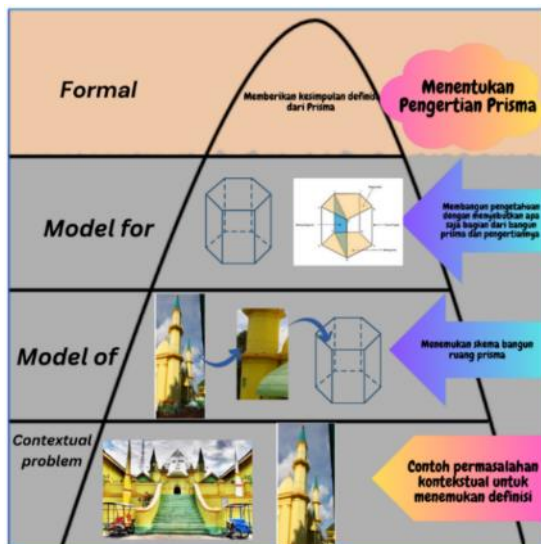 Formal
Memberikan kesimpulan definisi
dari Prisma
Menentukan
Pengertian Prisma
Model for
Membangun pengetahuan
dengan menyebutkan apa
saja bagian dari bangun
prisma dan pengertiannya
Model of
Menemukan skema bangun
ruang prisma
Contextual
problem
Contoh permasalahan
kontekstual untuk
menemukan definisi